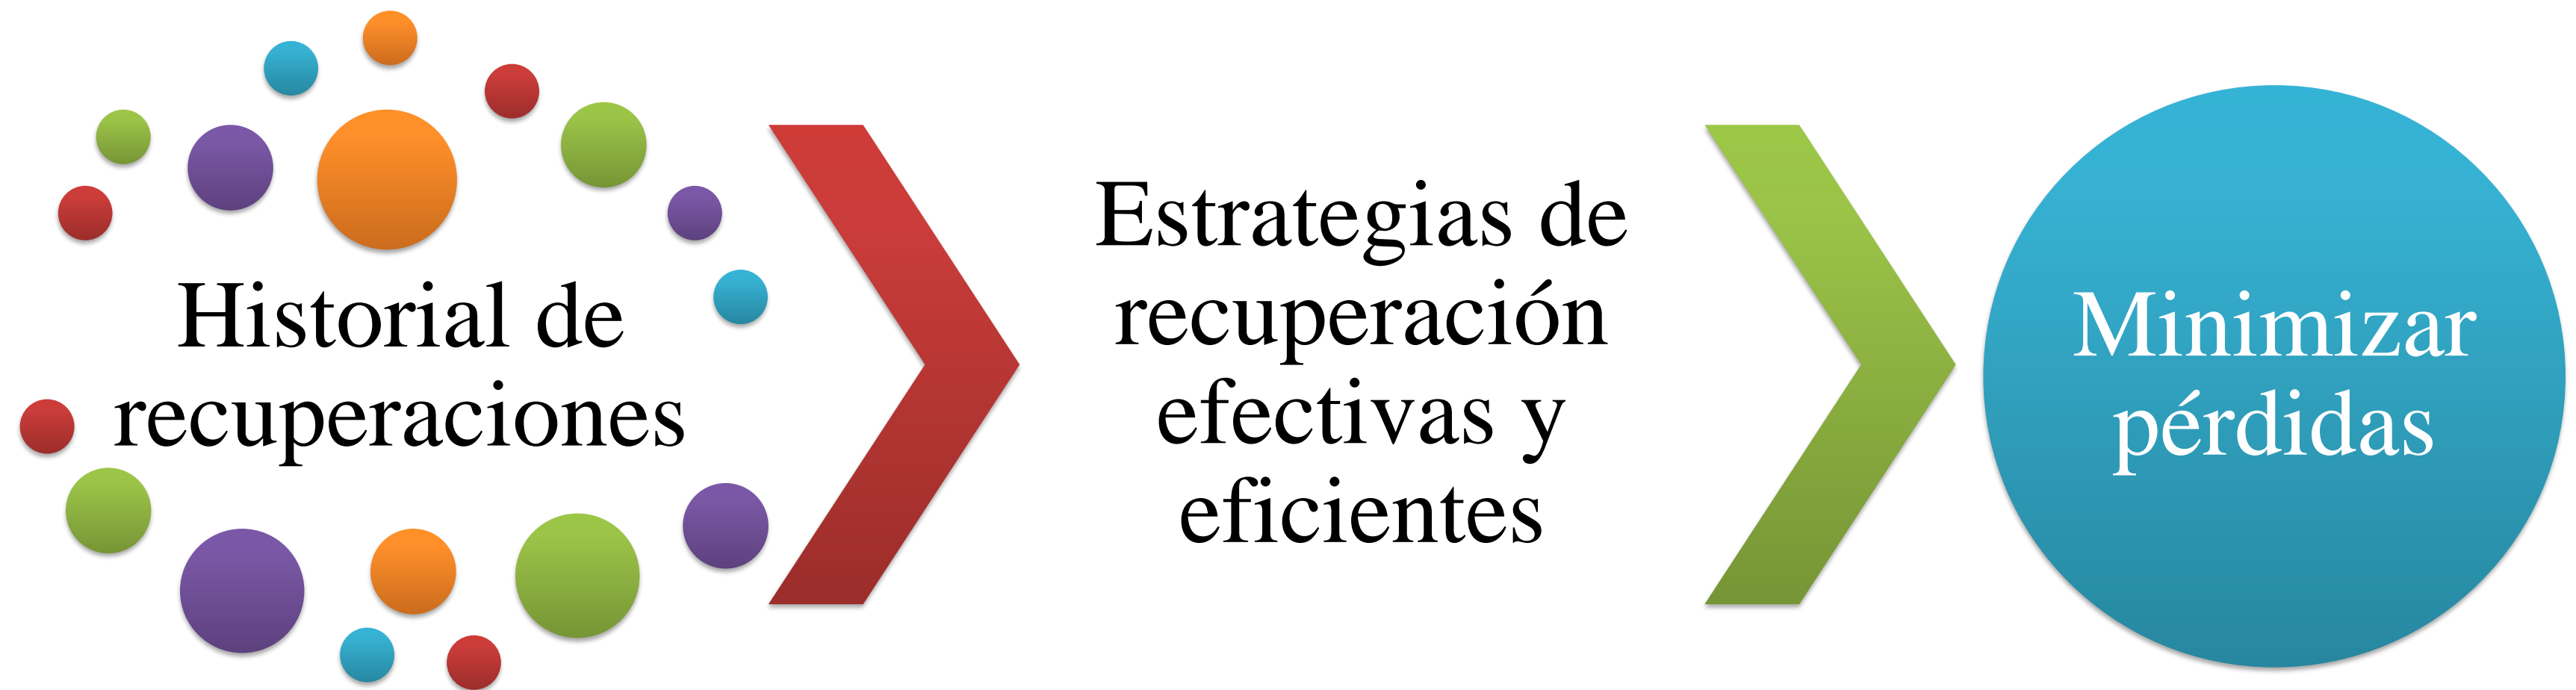 Historial de
recuperaciones
Estrategias de
recuperación
efectivas y
eficientes
Minimizar
pérdidas